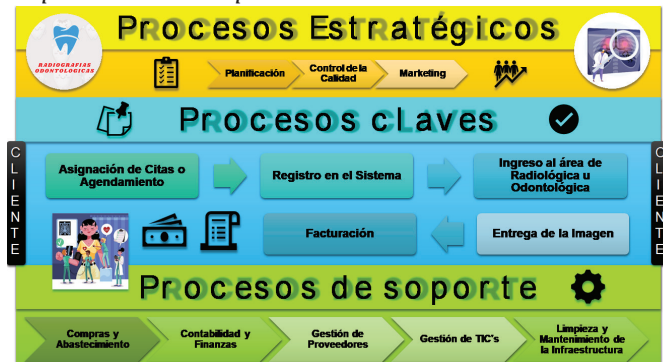 Procesos Estratégicos
RADIOGRAFIAS
ODONTOLOGICAS
Planificación
Control de la
Calidad
Marketing
Procesos cLaves
CLIENTE
Asignación de Citas o
Agendamiento
Registro en el Sistema
Ingreso al área de
Radiológica u
Odontológica
CLIENTE
Facturación
Entrega de la Imagen
Procesos de soporte
Compras y
Abastecimiento
Contabilidad y
Finanzas
Gestión de
Proveedores
Gestión de TIC's
Limpieza y
Mantenimiento de
la Infraestructura